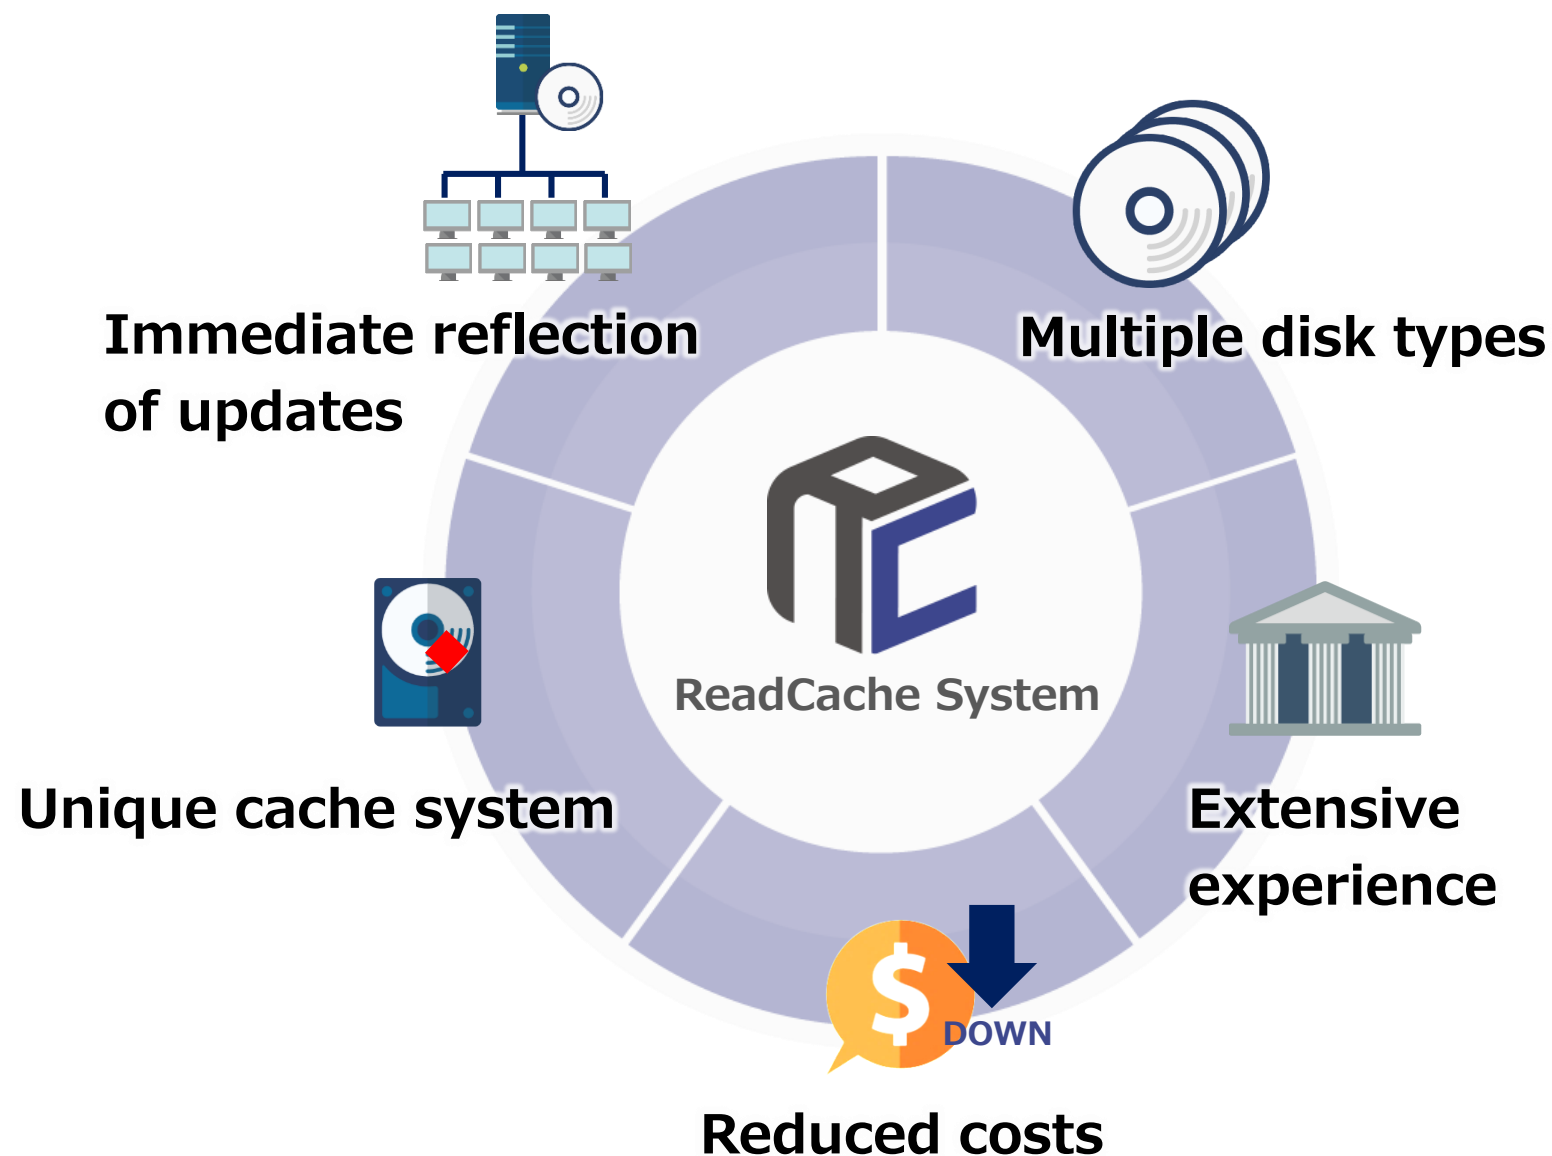 Immediate reflection
of updates
Multiple disk types
ReadCache System
Unique cache system
Extensive
experience
$
DOWN
Reduced costs